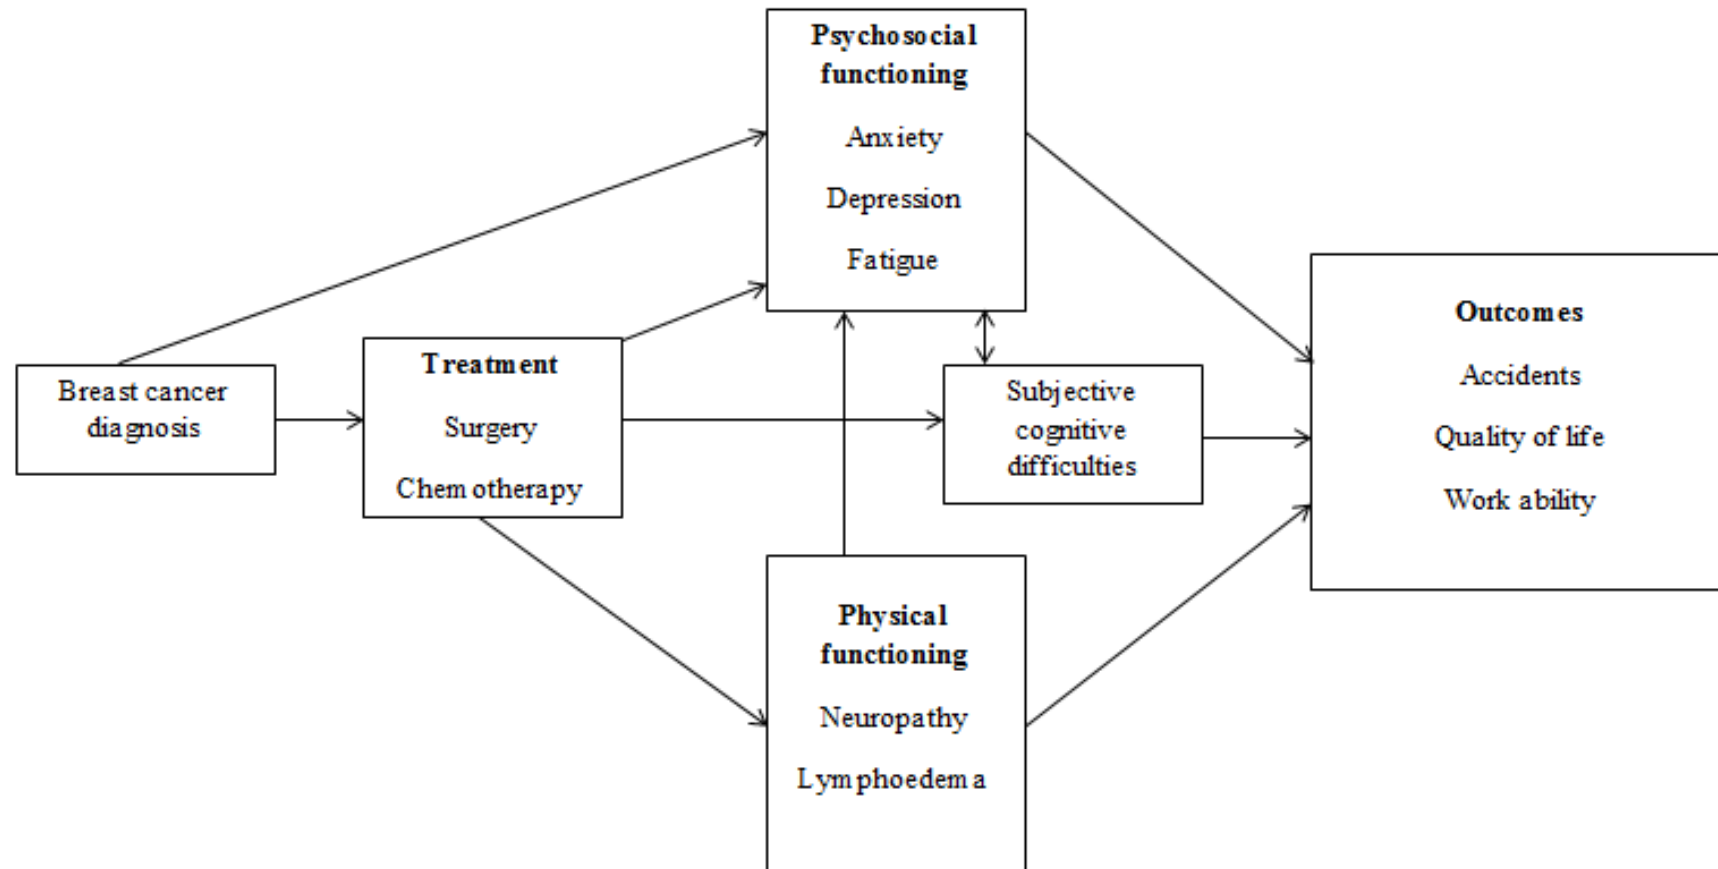 Psychosocial
functioning
Anxiety
Depression
Fatigue
Breast cancer
diagnosis
Treatment
Surgery
Chemotherapy
Subjective
cognitive
difficulties
Physical
functioning
Neuropathy
Lymphoedema
Outcomes
Accidents
Quality of life
Work ability